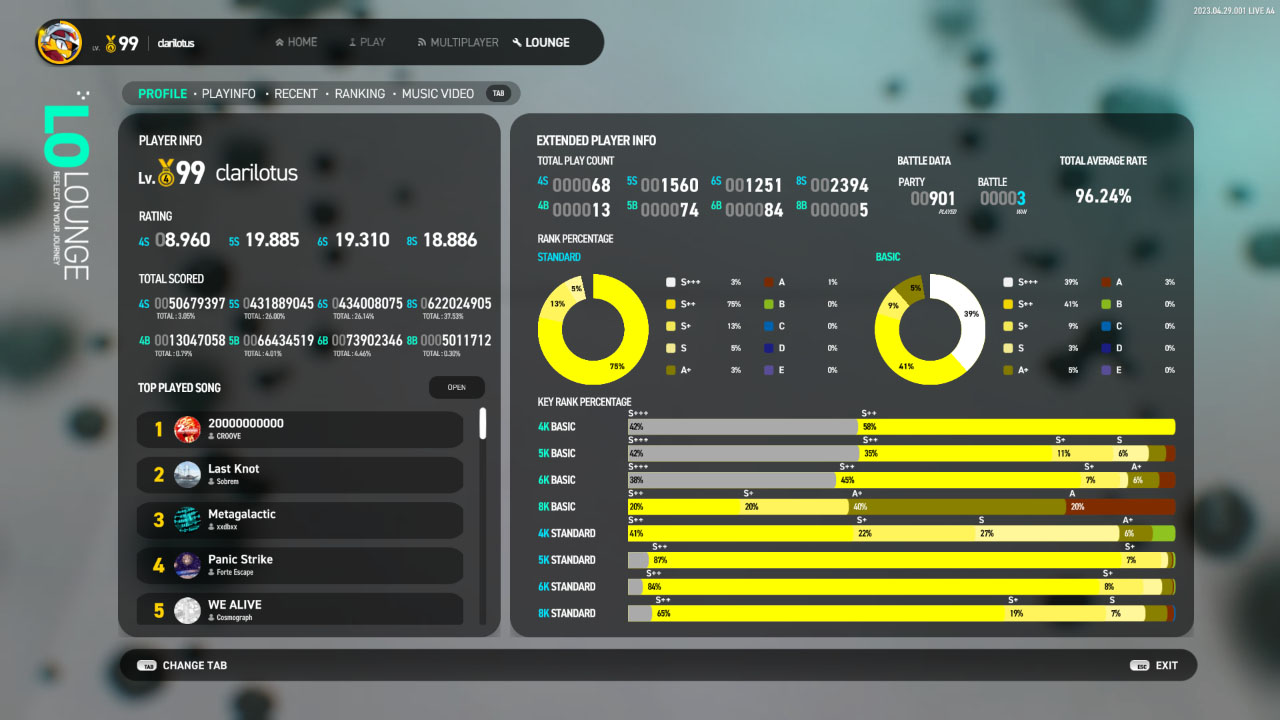 2023.04.29.001 LIVE A4
LV. 99 clarilotus HOME PLAY MULTIPLAYER LOUNGE
PROFILE • PLAYINFO • RECENT • RANKING • MUSIC VIDEO TAB
LO
LOUNGE
REFLECT ON YOUR JOURNEY
PLAYER INFO
Lv. 4 99 clarilotus
RATING
4S 08.960 5S 19.885 6S 19.310 8S 18.886
TOTAL SCORED
4S 0050679397 5S 0431889045 6S 0434008075 8S 0622024905
TOTAL : 3.05% TOTAL : 26.00% TOTAL : 26.14% TOTAL : 37.53%
4B 0013047058 5B 0066434519 6B 0073902346 8B 0005011712
TOTAL : 0.79% TOTAL : 4.01% TOTAL : 4.46% TOTAL : 0.30%
TOP PLAYED SONG OPEN
1 20000000000
CROOVE
2 Last Knot
Sobrem
3 Metagalactic
xxdbxx
4 Panic Strike
Forte Escape
5 WE ALIVE
Cosmograph
EXTENDED PLAYER INFO
TOTAL PLAY COUNT
4S 000068 5S 001560 6S 001251 8S 002394
4B 000013 5B 000074 6B 000084 8B 000005
BATTLE DATA
PARTY BATTLE
00901 00003
PLAYED WIN
TOTAL AVERAGE RATE
96.24%
RANK PERCENTAGE
STANDARD
5%
13%
75%
S+++ 3% A 1%
S++ 75% B 0%
S+ 13% C 0%
S 5% D 0%
A+ 3% E 0%
BASIC
5%
9%
39%
41%
S+++ 39% A 3%
S++ 41% B 0%
S+ 9% C 0%
S 3% D 0%
A+ 5% E 0%
KEY RANK PERCENTAGE
S+++ S++
4K BASIC 42% 58%
S+++ S++ S+ S
5K BASIC 42% 35% 11% 6%
S+++ S++ S+ A+
6K BASIC 38% 45% 7% 6%
S++ S+ A+ A
8K BASIC 20% 20% 40% 20%
S++ S+ S A+
4K STANDARD 41% 22% 27% 6%
S++ S+
5K STANDARD 87% 7%
S++ S+
6K STANDARD 84% 8%
S++ S+ S
8K STANDARD 65% 19% 7%
TAB CHANGE TAB
ESC EXIT